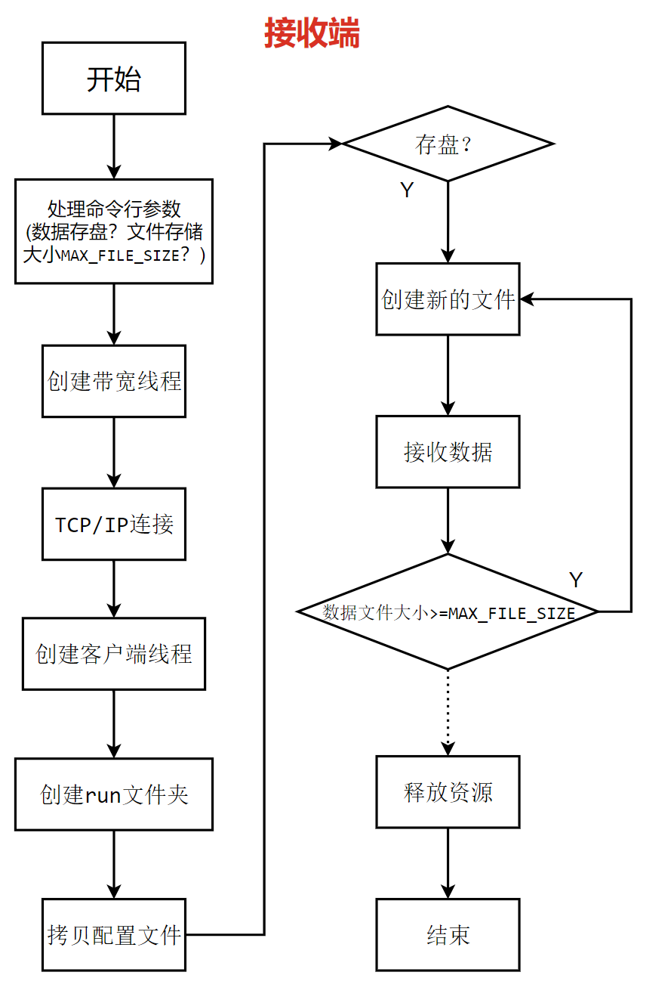 接收端
开始
处理命令行参数
(数据存盘？文件存储
大小MAX_FILE_SIZE？)
创建带宽线程
TCP/IP连接
创建客户端线程
创建run文件夹
拷贝配置文件
存盘？
Y
创建新的文件
接收数据
Y
数据文件大小>=MAX_FILE_SIZE
释放资源
结束